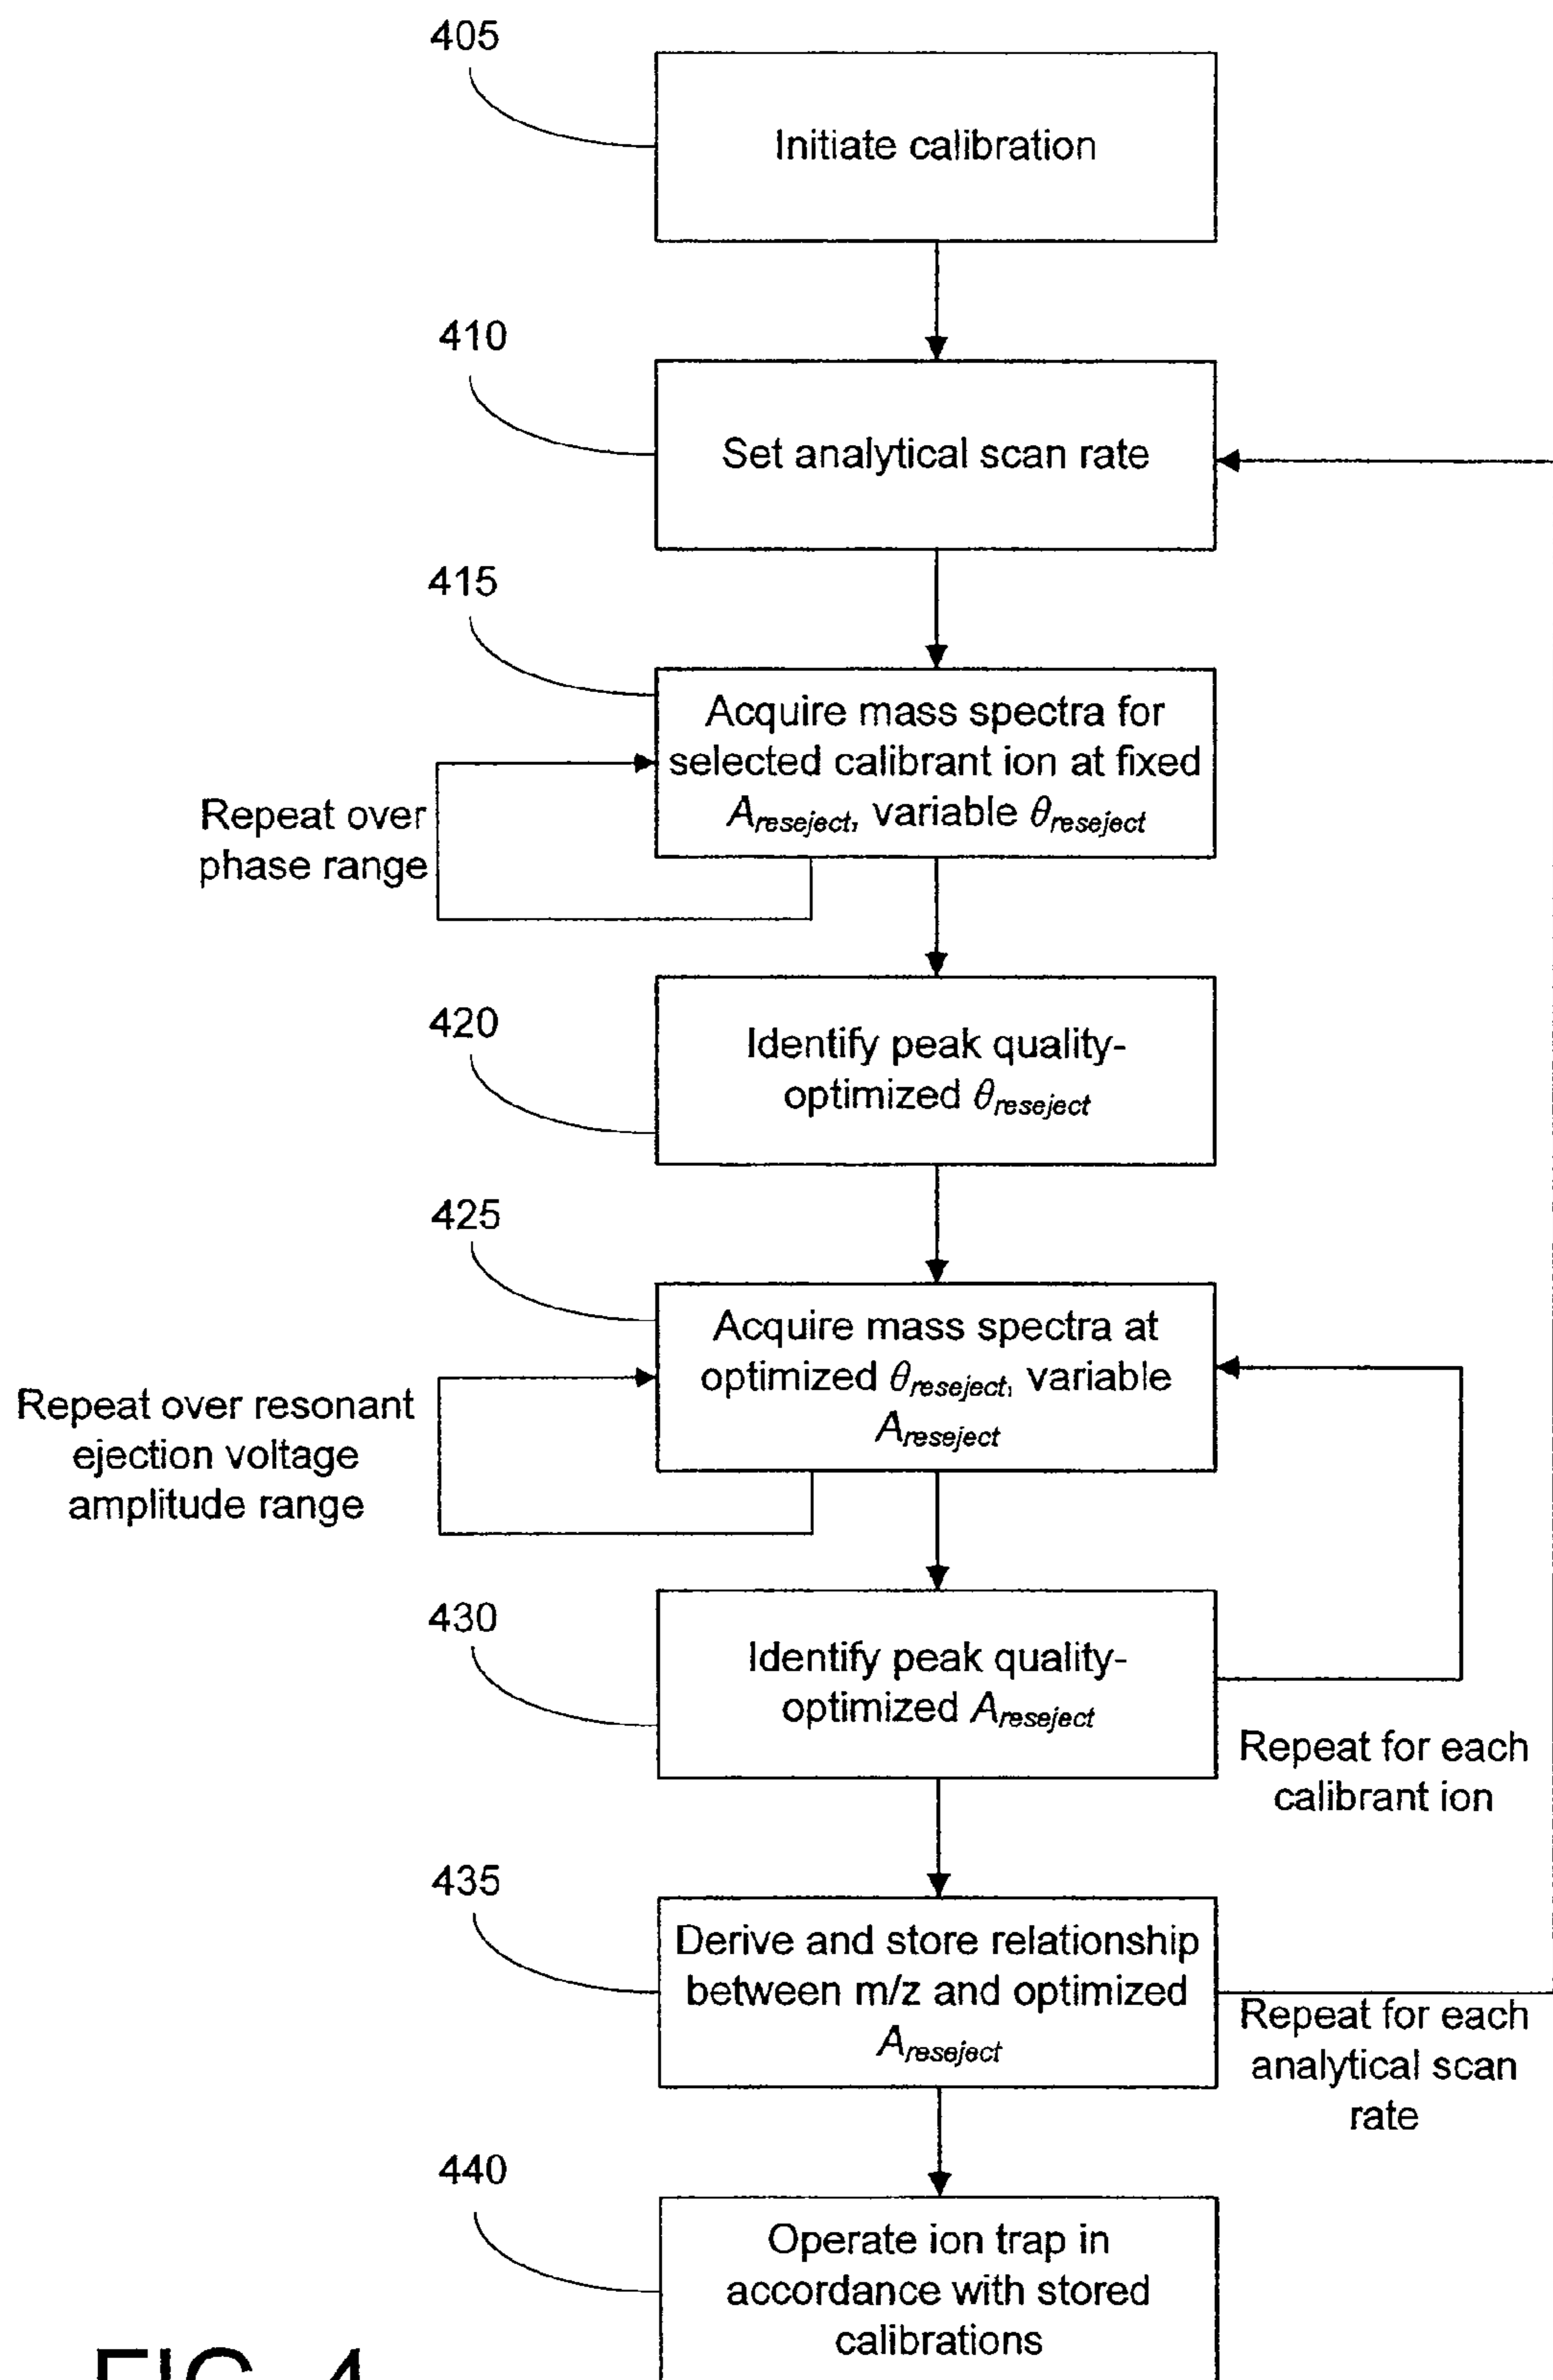 405
Initiate calibration
410
Set analytical scan rate
415
Acquire mass spectra for
selected calibrant ion at fixed
A_reseject, variable θ_reseject
Repeat over
phase range
420
Identify peak quality-
optimized θ_reseject
425
Acquire mass spectra at
optimized θ_reseject, variable
A_reseject
Repeat over resonant
ejection voltage
amplitude range
430
Identify peak quality-
optimized A_reseject
Repeat for each
calibrant ion
435
Derive and store relationship
between m/z and optimized
A_reseject
Repeat for each
analytical scan
rate
440
Operate ion trap in
accordance with stored
calibrations
FIG. 4